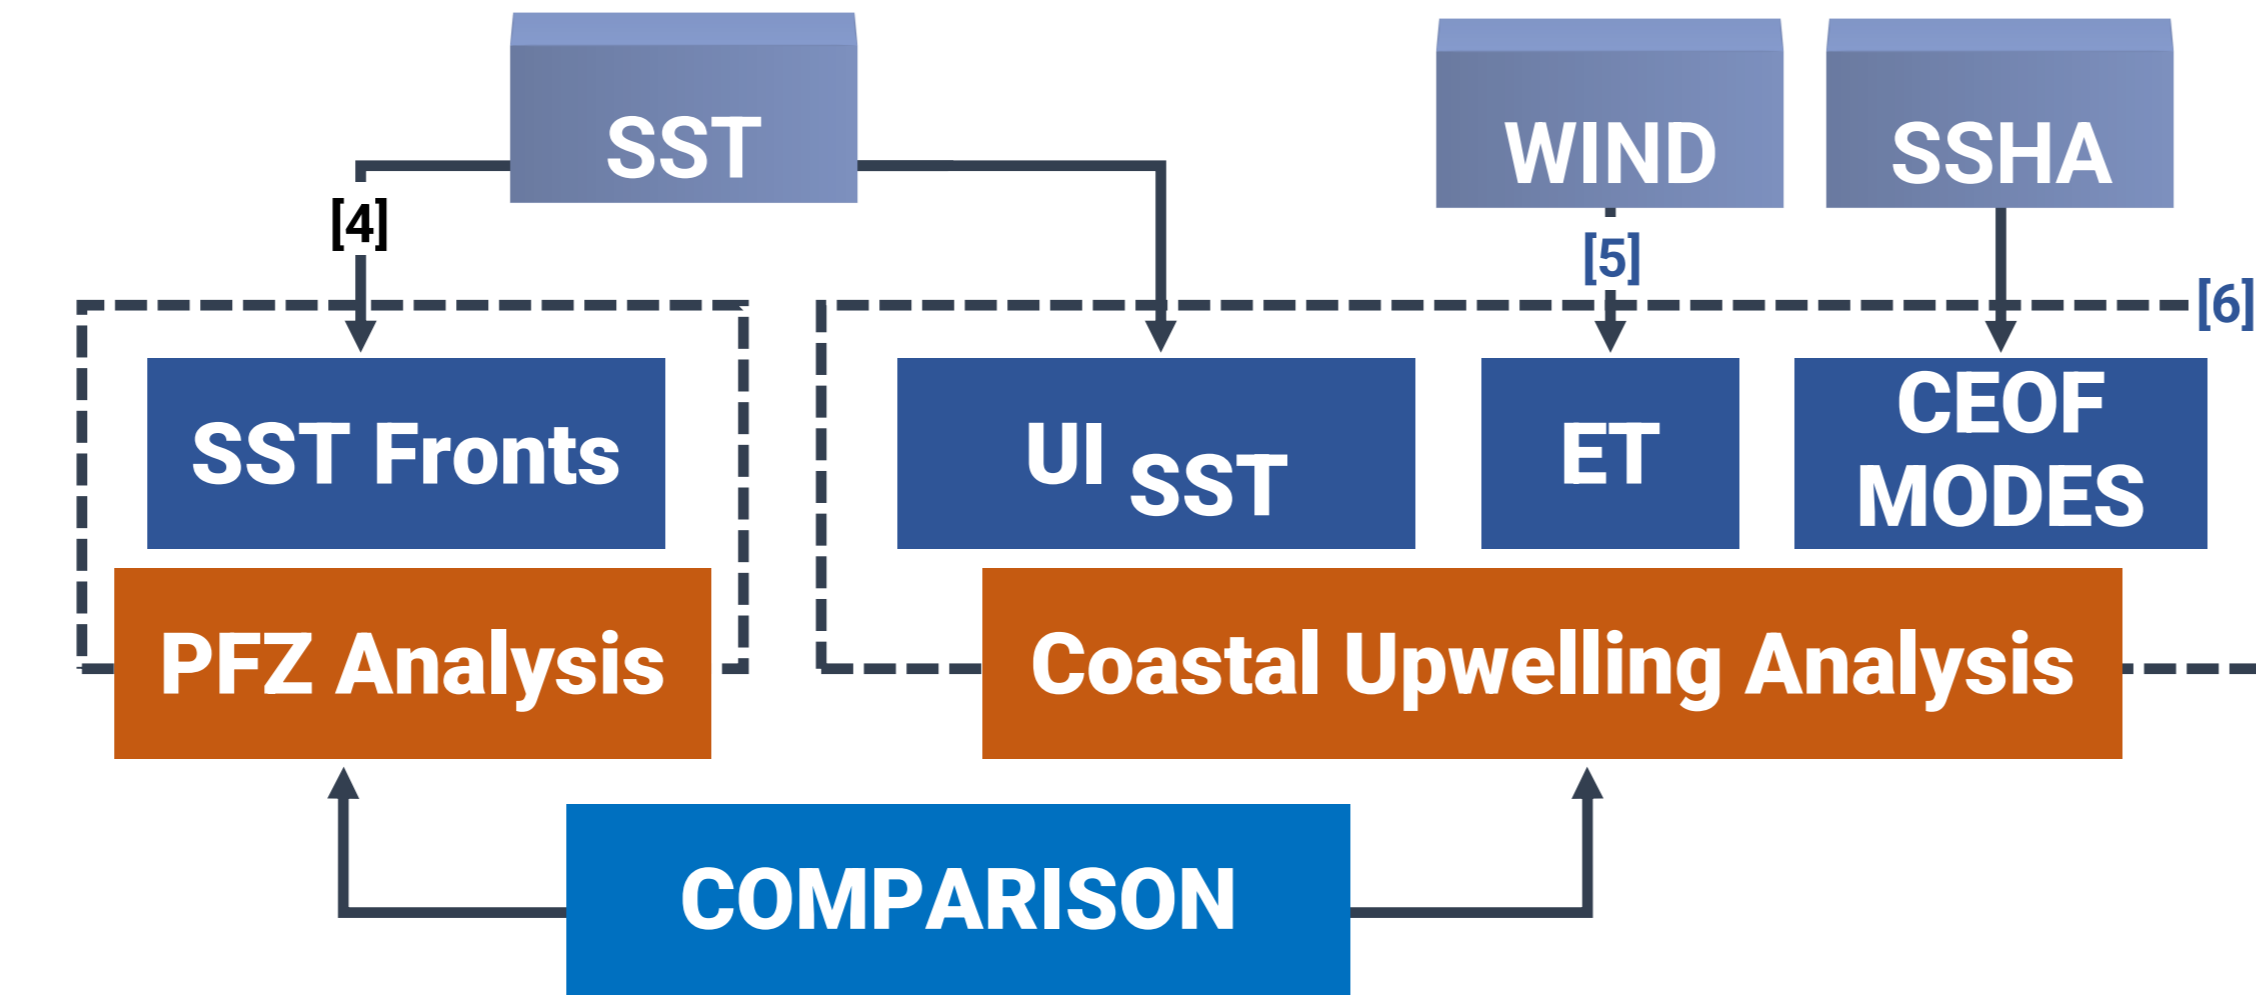 SST
WIND
SSHA
[4]
[5]
[6]
SST Fronts
UI SST
ET
CEOF
MODES
PFZ Analysis
Coastal Upwelling Analysis
COMPARISON